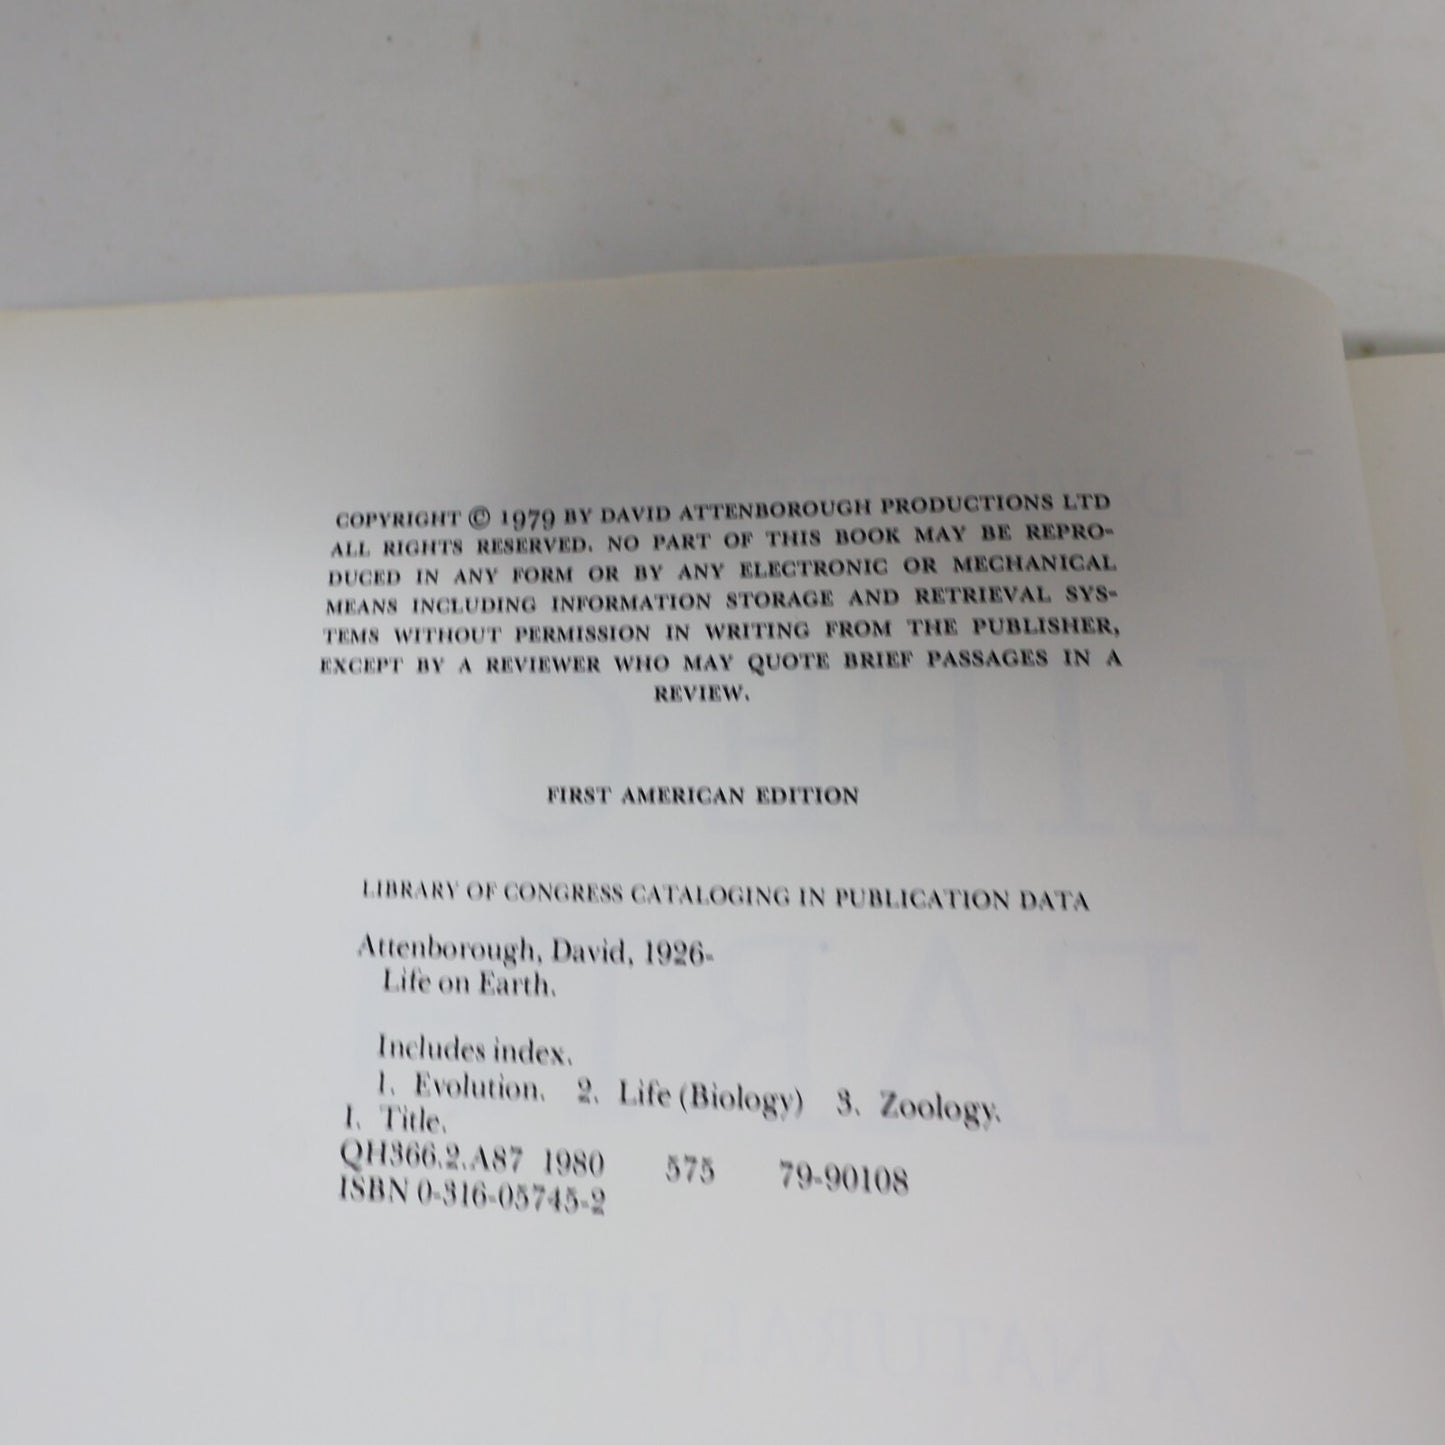 COPYRIGHT © 1979 BY DAVID ATTENBOROUGH PRODUCTIONS LTD
ALL RIGHTS RESERVED. NO PART OF THIS BOOK MAY BE REPRO-
DUCED IN ANY FORM OR BY ANY ELECTRONIC OR MECHANICAL
MEANS INCLUDING INFORMATION STORAGE AND RETRIEVAL SYS-
TEMS WITHOUT PERMISSION IN WRITING FROM THE PUBLISHER,
EXCEPT BY A REVIEWER WHO MAY QUOTE BRIEF PASSAGES IN A
REVIEW.
FIRST AMERICAN EDITION
LIBRARY OF CONGRESS CATALOGING IN PUBLICATION DATA
Attenborough, David, 1926-
Life on Earth.
Includes index.
1. Evolution. 2. Life (Biology) 3. Zoology.
I. Title.
QH366.2.A87 1980 575 79-90108
ISBN 0-316-05745-2